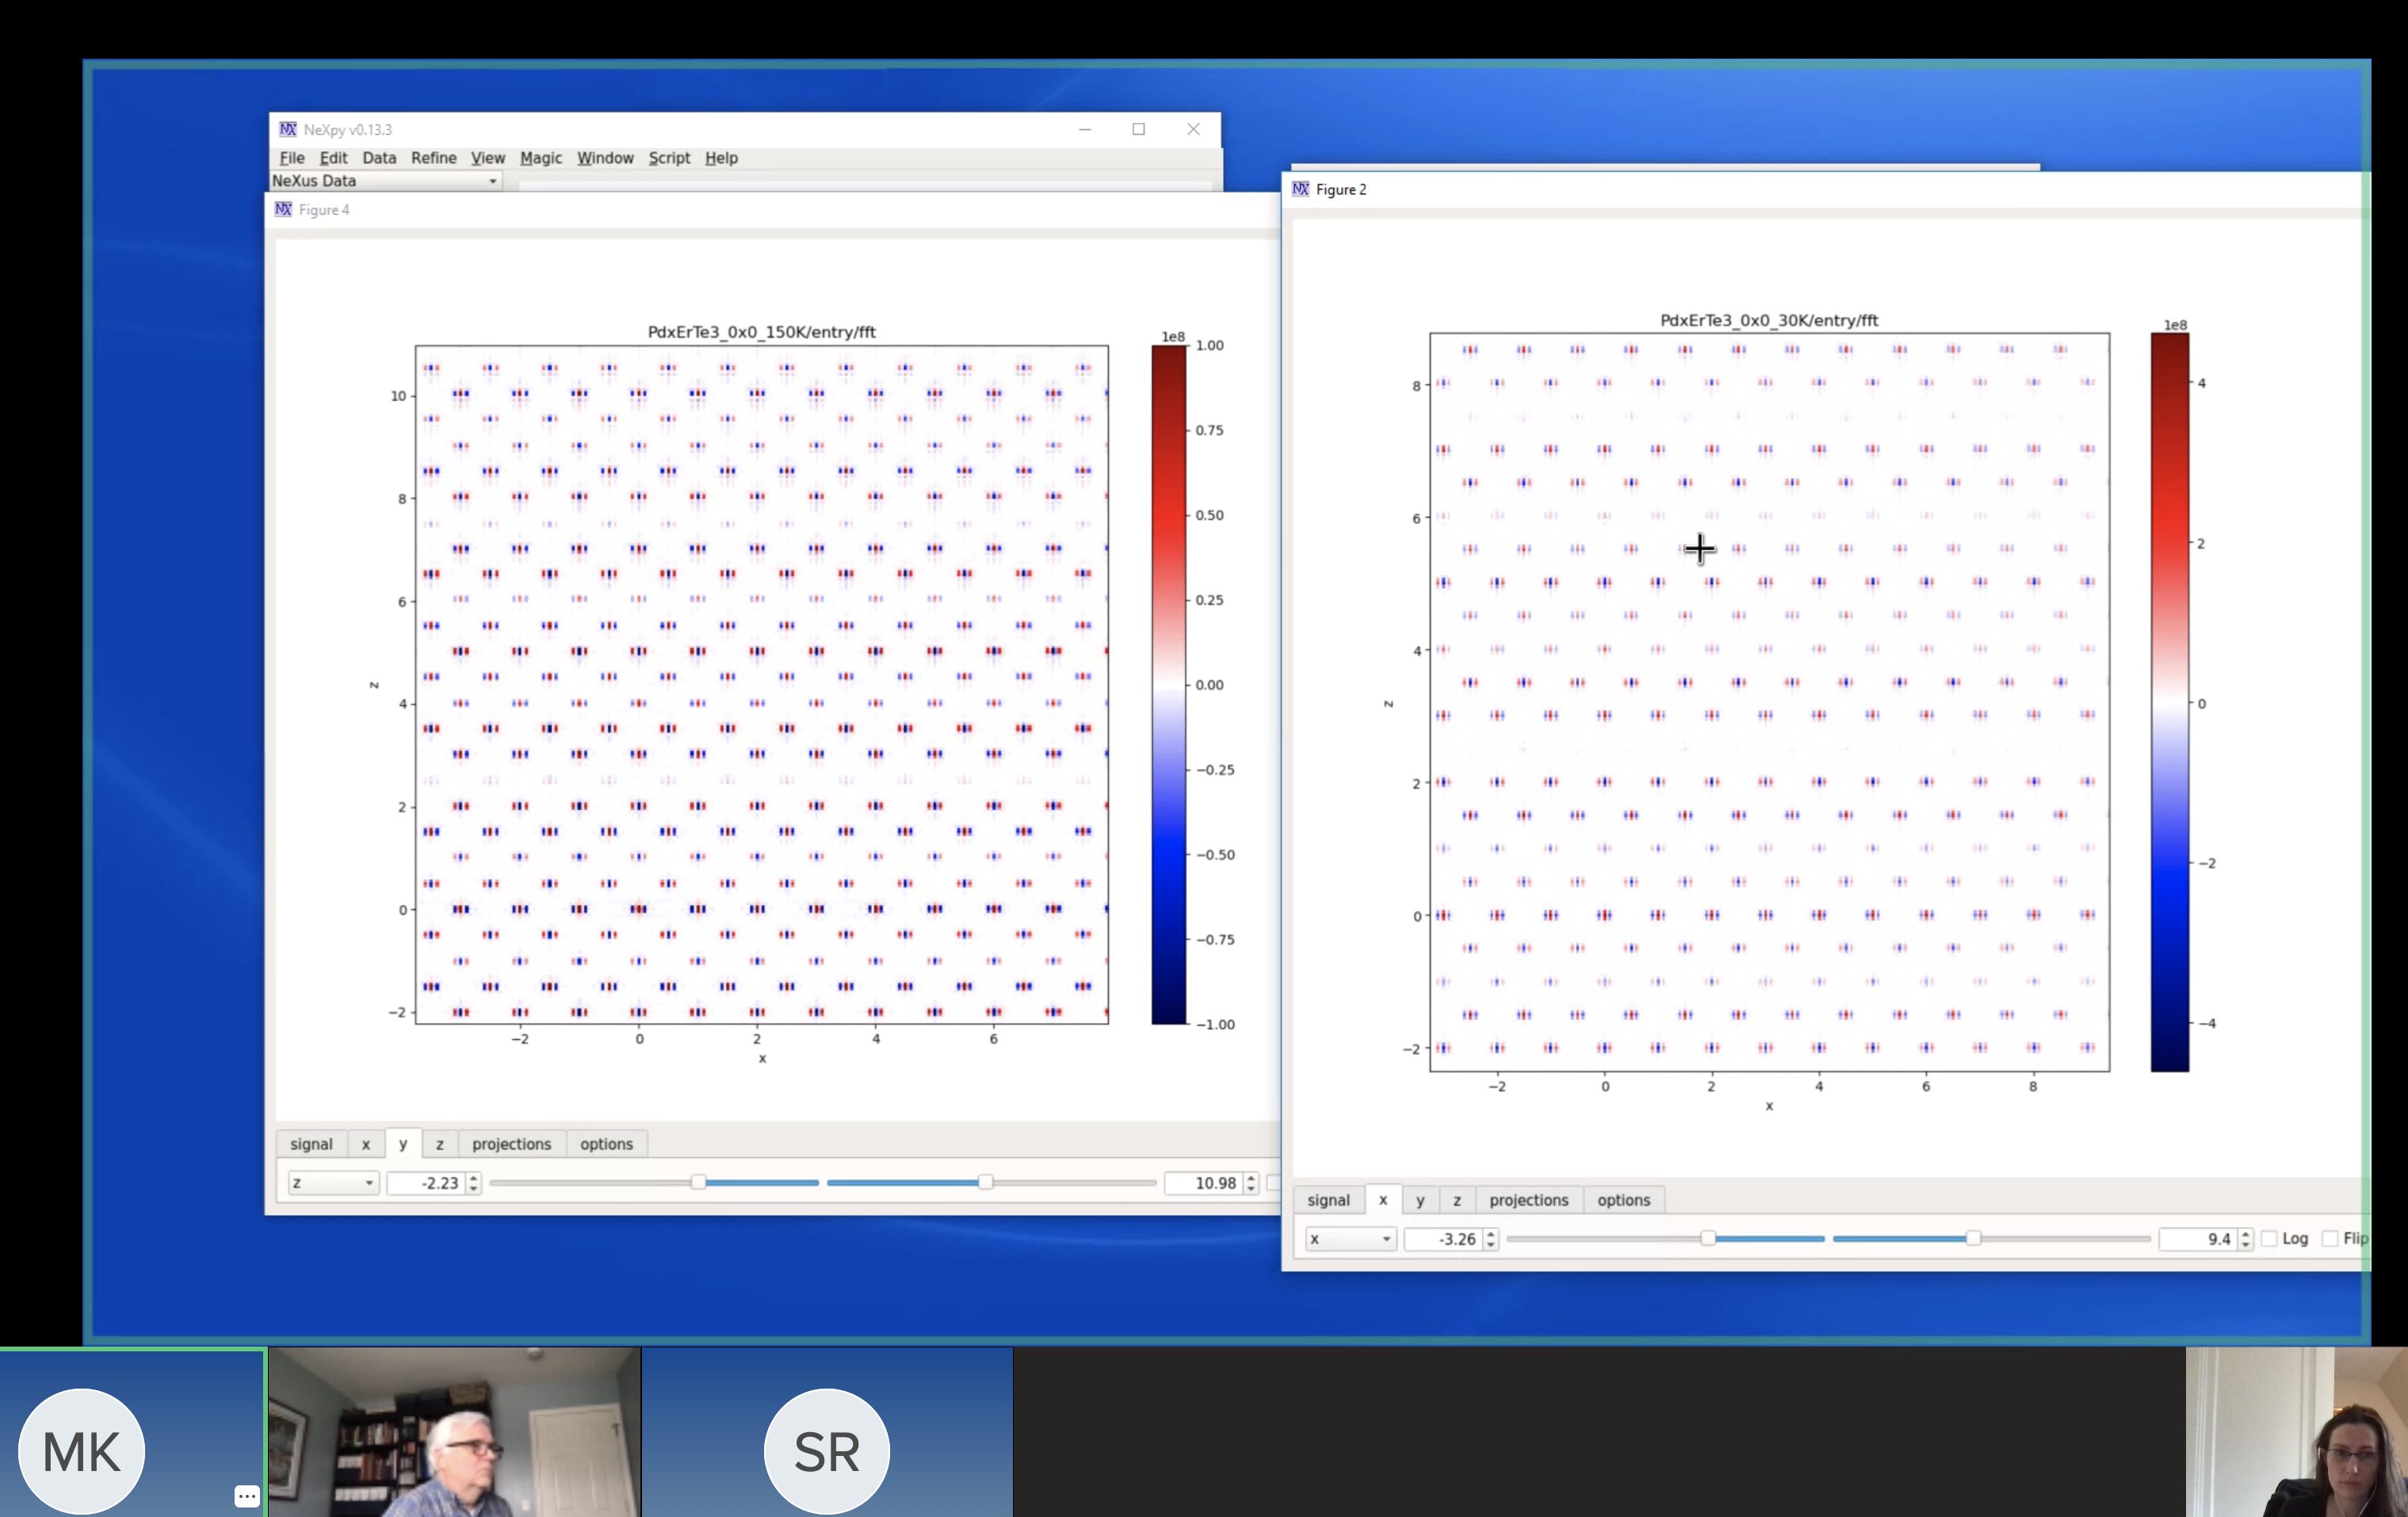 NeXpy v0.13.3
File Edit Data Refine View Magic Window Script Help
NeXus Data
Figure 4
PdxErTe3_0x0_150K/entry/fft
1e8
1.00
0.75
0.50
0.25
0.00
−0.25
−0.50
−0.75
−1.00
10
8
6
4
2
0
−2
z
−2 0 2 4 6
x
signal x y z projections options
z -2.23 10.98
Figure 2
PdxErTe3_0x0_30K/entry/fft
1e8
4
2
0
−2
−4
8
6
4
2
0
−2
z
−2 0 2 4 6 8
x
signal x y z projections options
x -3.26 9.4 Log Flip
MK
SR